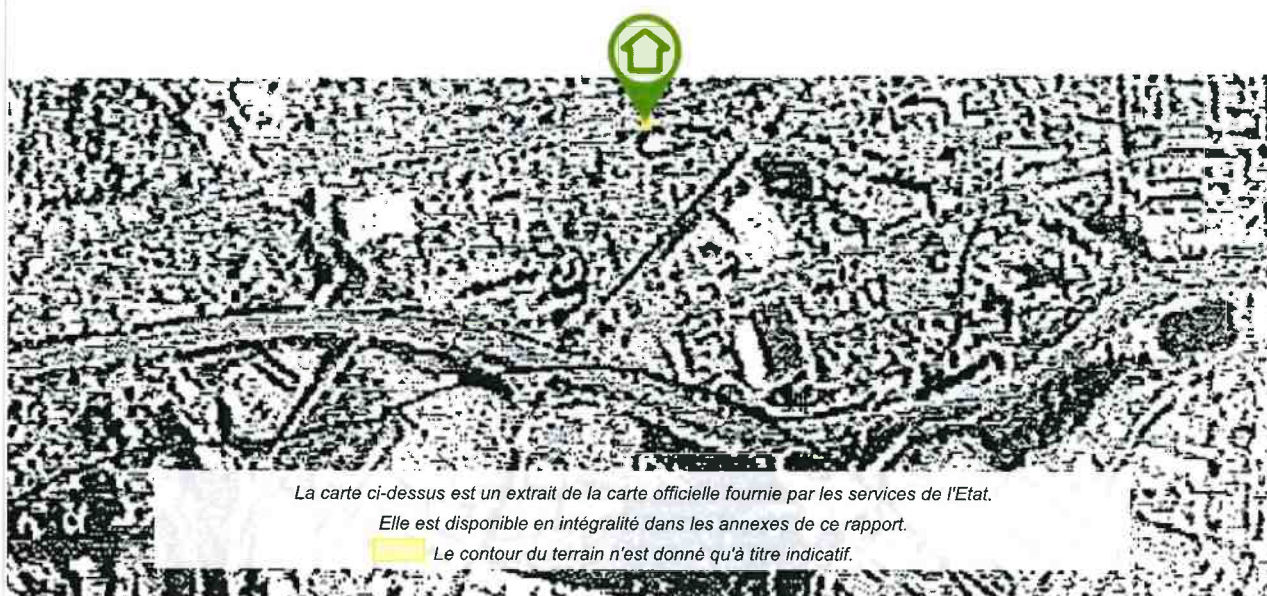 La carte ci-dessus est un extrait de la carte officielle fournie par les services de l'Etat.
Elle est disponible en intégralité dans les annexes de ce rapport.
Le contour du terrain n'est donné qu'à titre indicatif.